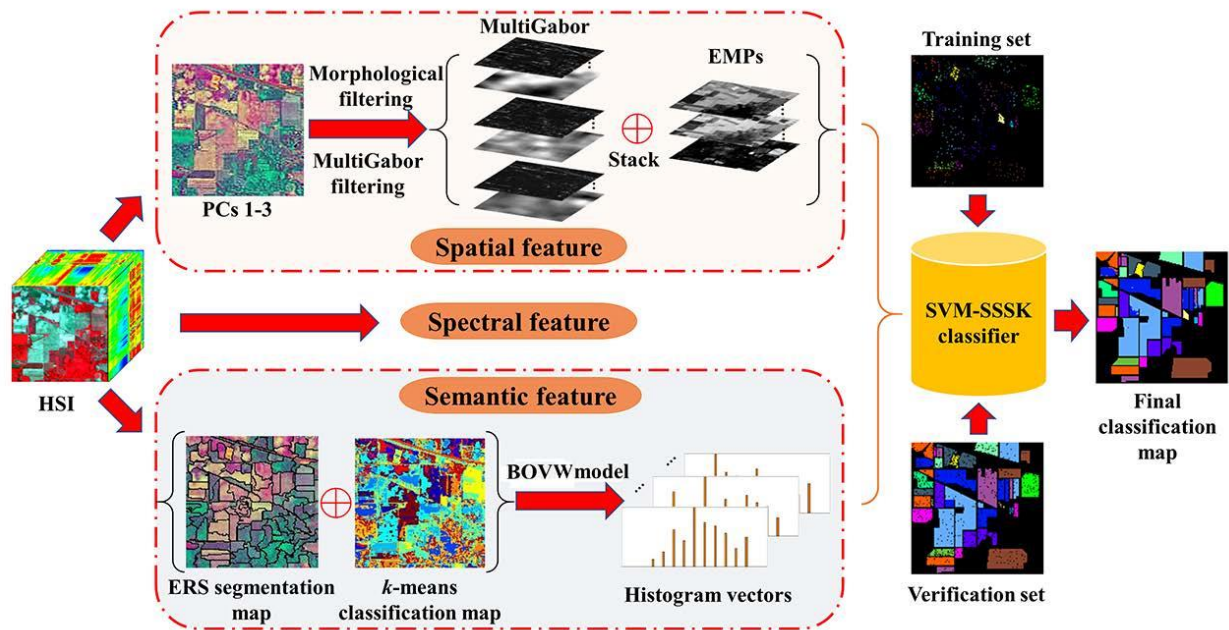 MultiGabor
EMPs
Morphological
filtering
MultiGabor
filtering
Stack
PCs 1-3
Spatial feature
Training set
HSI
Spectral feature
SVM-SSSK
classifier
Final
classification
map
Semantic feature
BOVWmodel
ERS segmentation
map
k-means
classification map
Histogram vectors
Verification set